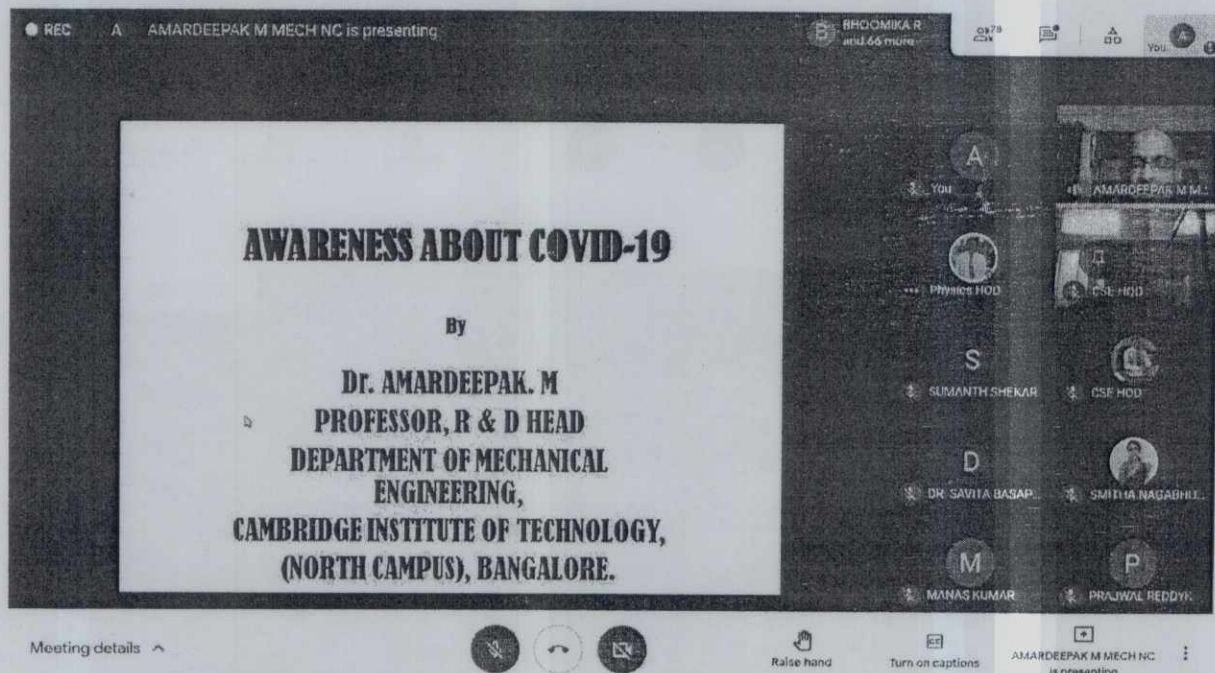 REC
A AMARDEEPAK M MECH NC is presenting
B BHOOMIKA R
and 66 more
78
You
A
AWARENESS ABOUT COVID-19
By
Dr. AMARDEEPAK. M
PROFESSOR, R & D HEAD
DEPARTMENT OF MECHANICAL
ENGINEERING,
CAMBRIDGE INSTITUTE OF TECHNOLOGY,
(NORTH CAMPUS), BANGALORE.
A
You
AMARDEEPAK M M...
Physics HOD
CSE HOD
S
SUMANTH SHEKAR
CSE HOD
D
DR. SAVITA BASAP...
SMITHA NAGABHU...
M
MANAS KUMAR
P
PRAJWAL REDDYK
Meeting details
Raise hand
Turn on captions
AMARDEEPAK M MECH NC
is presenting